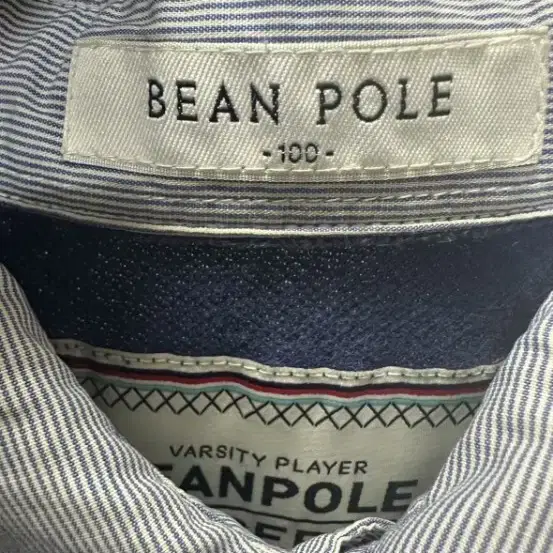 BEAN POLE
-100-
VARSITY PLAYER
EANPOLE